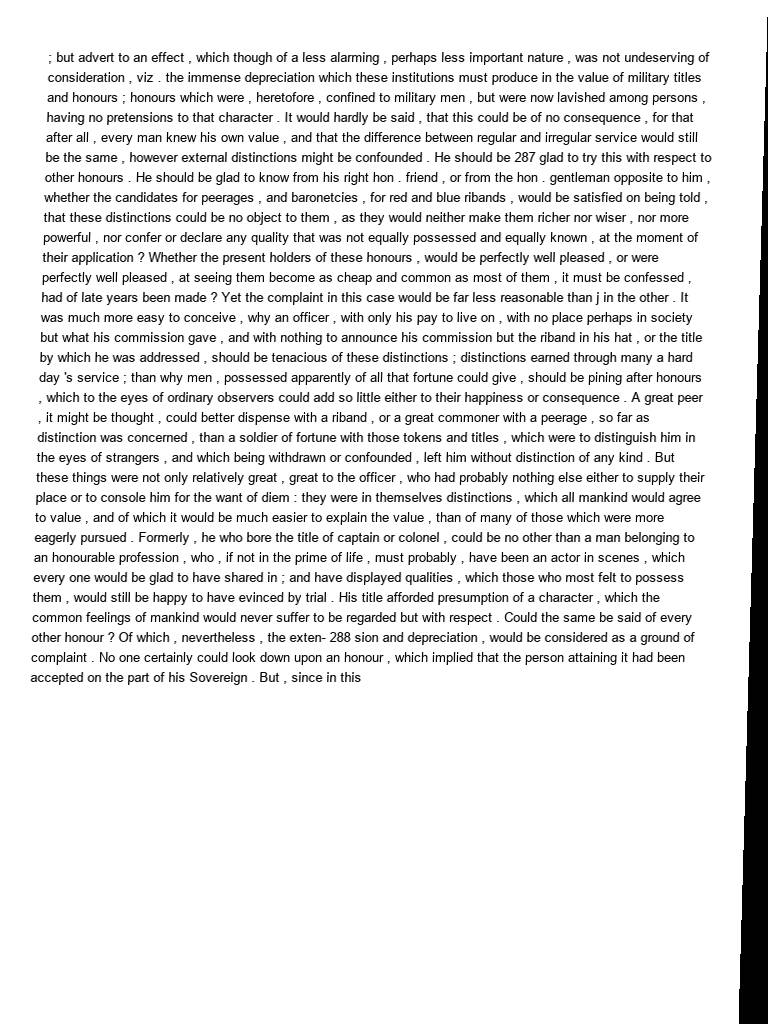 ; but advert to an effect , which though of a less alarming , perhaps less important nature , was not undeserving of
consideration , viz . the immense depreciation which these institutions must produce in the value of military titles
and honours ; honours which were , heretofore , confined to military men , but were now lavished among persons ,
having no pretensions to that character . It would hardly be said , that this could be of no consequence , for that
after all , every man knew his own value , and that the difference between regular and irregular service would still
be the same , however external distinctions might be confounded . He should be 287 glad to try this with respect to
other honours . He should be glad to know from his right hon . friend , or from the hon . gentleman opposite to him ,
whether the candidates for peerages , and baronetcies , for red and blue ribands , would be satisfied on being told ,
that these distinctions could be no object to them , as they would neither make them richer nor wiser , nor more
powerful , nor confer or declare any quality that was not equally possessed and equally known , at the moment of
their application ? Whether the present holders of these honours , would be perfectly well pleased , or were
perfectly well pleased , at seeing them become as cheap and common as most of them , it must be confessed ,
had of late years been made ? Yet the complaint in this case would be far less reasonable than j in the other . It
was much more easy to conceive , why an officer , with only his pay to live on , with no place perhaps in society
but what his commission gave , and with nothing to announce his commission but the riband in his hat , or the title
by which he was addressed , should be tenacious of these distinctions ; distinctions earned through many a hard
day 's service ; than why men , possessed apparently of all that fortune could give , should be pining after honours
, which to the eyes of ordinary observers could add so little either to their happiness or consequence . A great peer
, it might be thought , could better dispense with a riband , or a great commoner with a peerage , so far as
distinction was concerned , than a soldier of fortune with those tokens and titles , which were to distinguish him in
the eyes of strangers , and which being withdrawn or confounded , left him without distinction of any kind . But
these things were not only relatively great , great to the officer , who had probably nothing else either to supply their
place or to console him for the want of diem : they were in themselves distinctions , which all mankind would agree
to value , and of which it would be much easier to explain the value , than of many of those which were more
eagerly pursued . Formerly , he who bore the title of captain or colonel , could be no other than a man belonging to
an honourable profession , who , if not in the prime of life , must probably , have been an actor in scenes , which
every one would be glad to have shared in ; and have displayed qualities , which those who most felt to possess
them , would still be happy to have evinced by trial . His title afforded presumption of a character , which the
common feelings of mankind would never suffer to be regarded but with respect . Could the same be said of every
other honour ? Of which , nevertheless , the exten- 288 sion and depreciation , would be considered as a ground of
complaint . No one certainly could look down upon an honour , which implied that the person attaining it had been
accepted on the part of his Sovereign . But , since in this